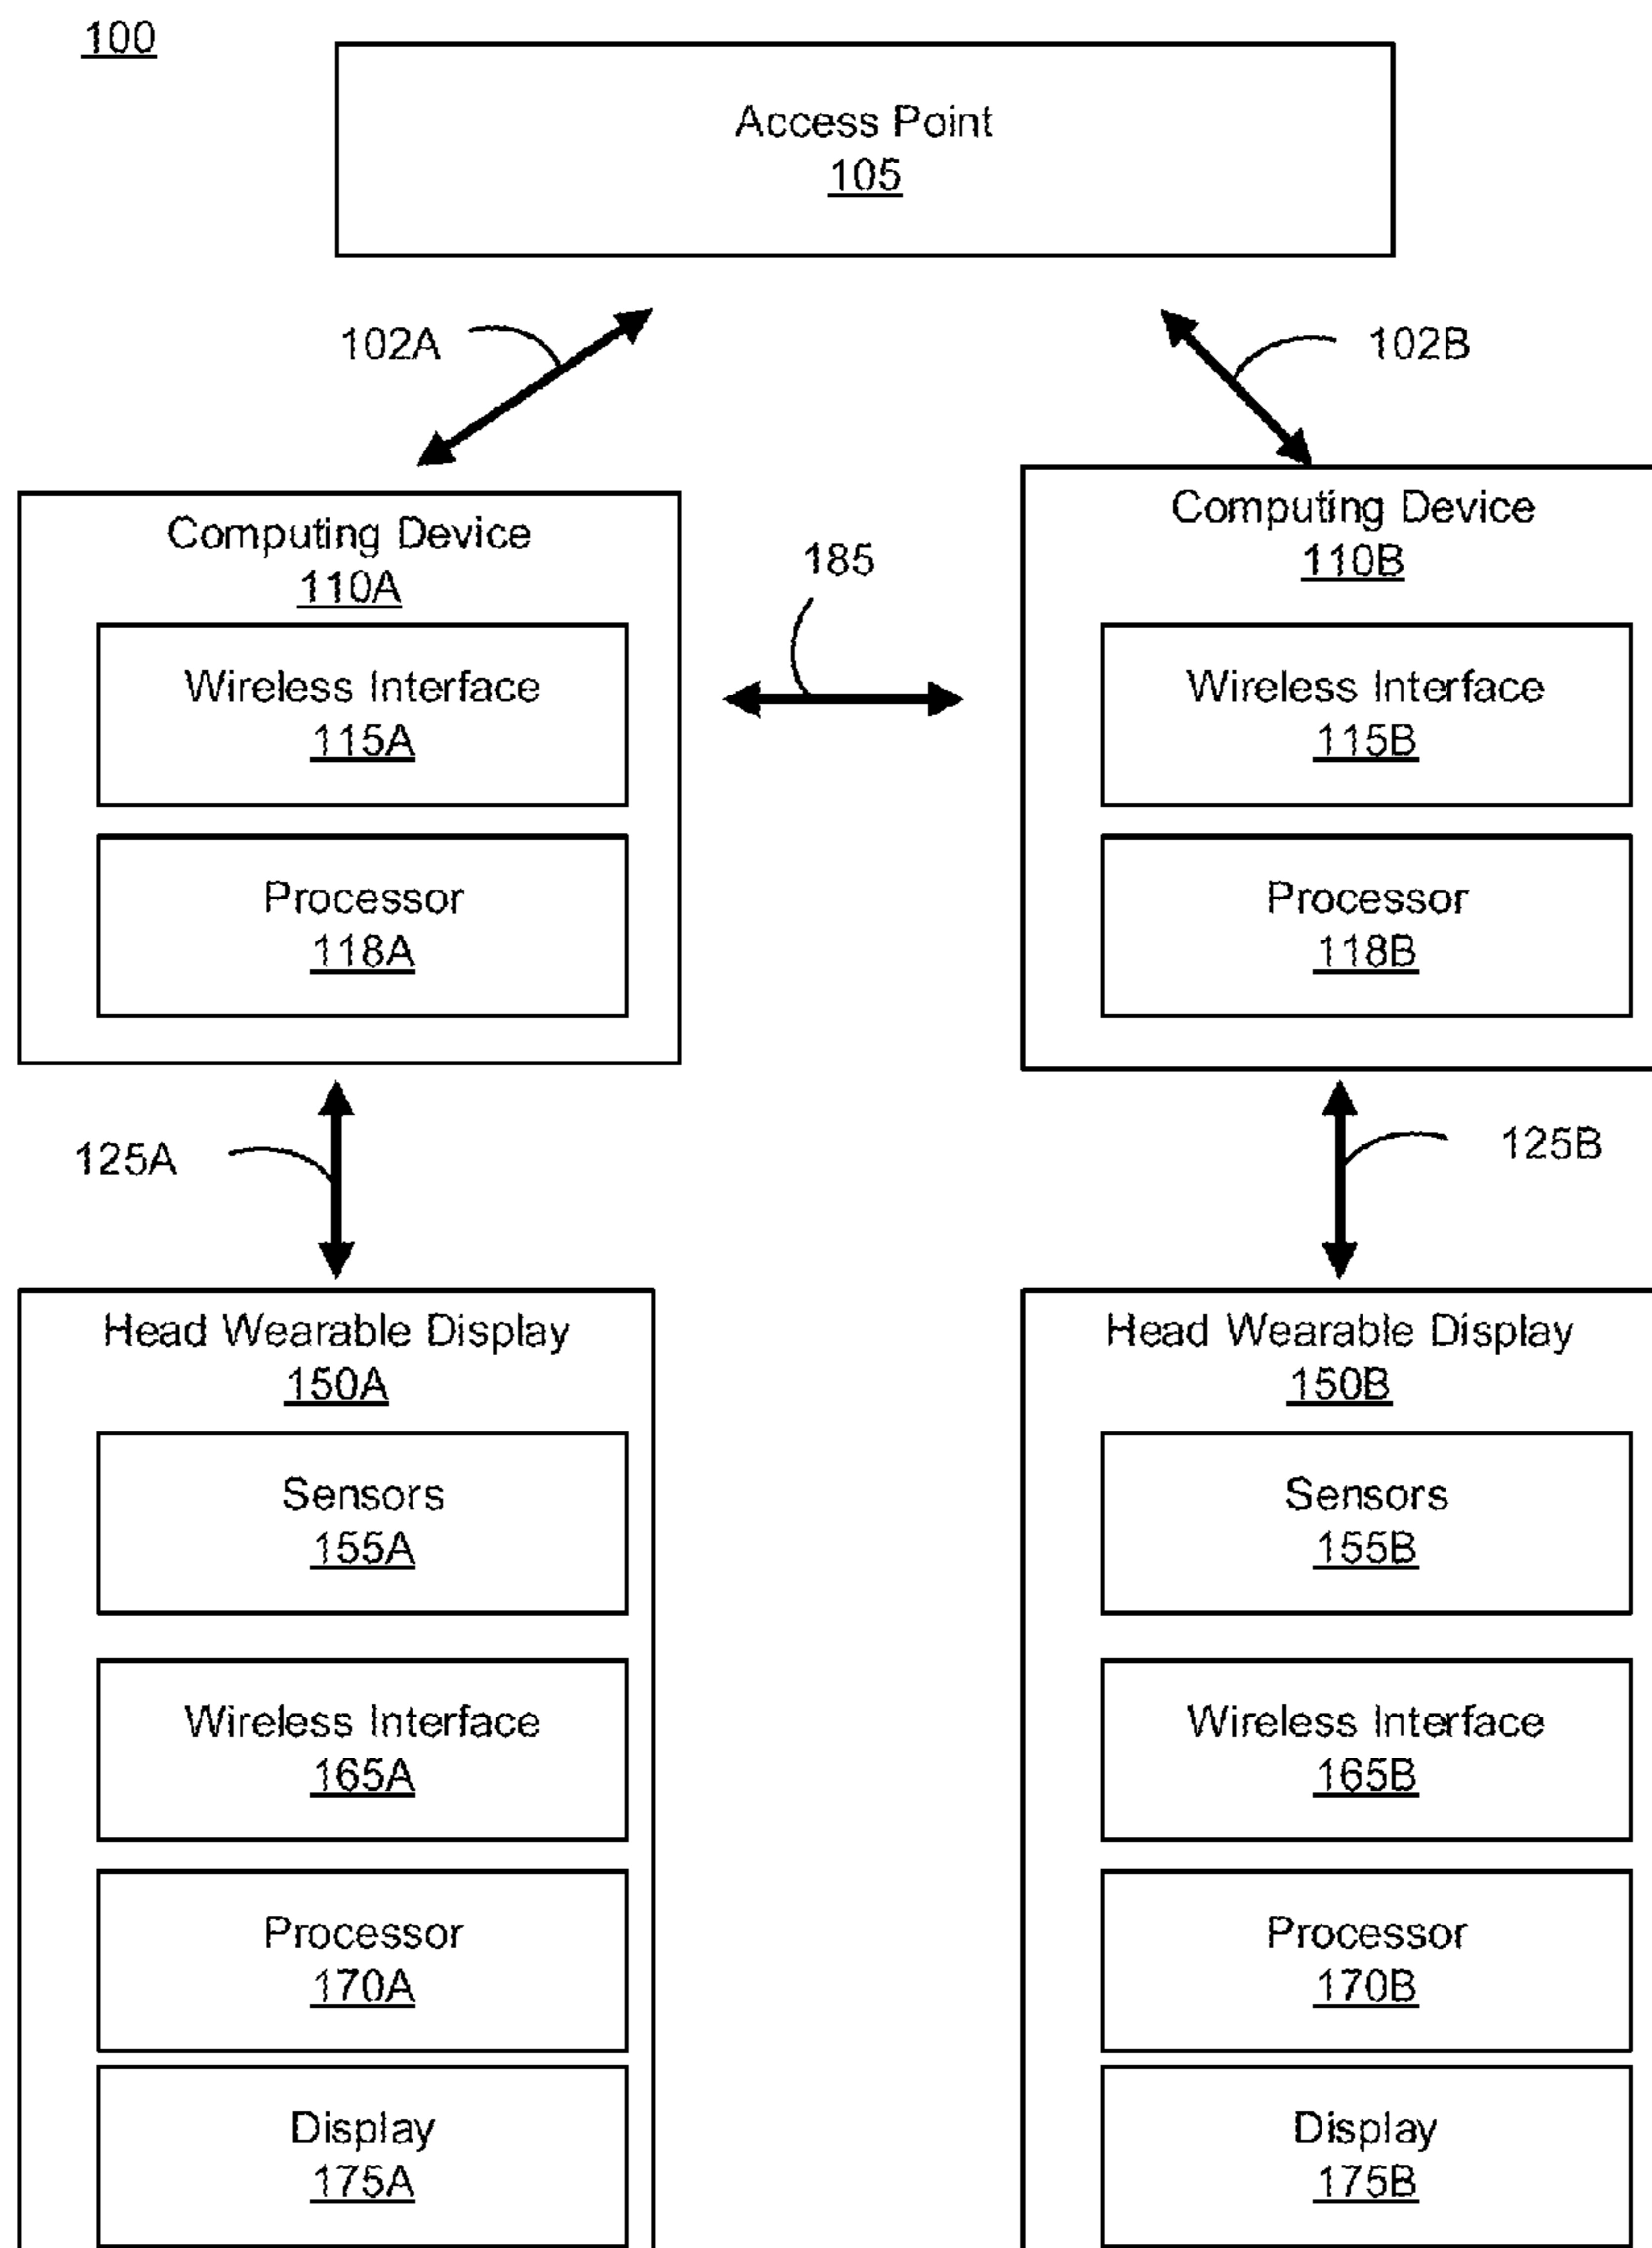 100
Access Point
105
102A
102B
Computing Device
110A
Wireless Interface
115A
Processor
118A
185
Computing Device
110B
Wireless Interface
115B
Processor
118B
125A
125B
Head Wearable Display
150A
Sensors
155A
Wireless Interface
165A
Processor
170A
Display
175A
Head Wearable Display
150B
Sensors
155B
Wireless Interface
165B
Processor
170B
Display
175B